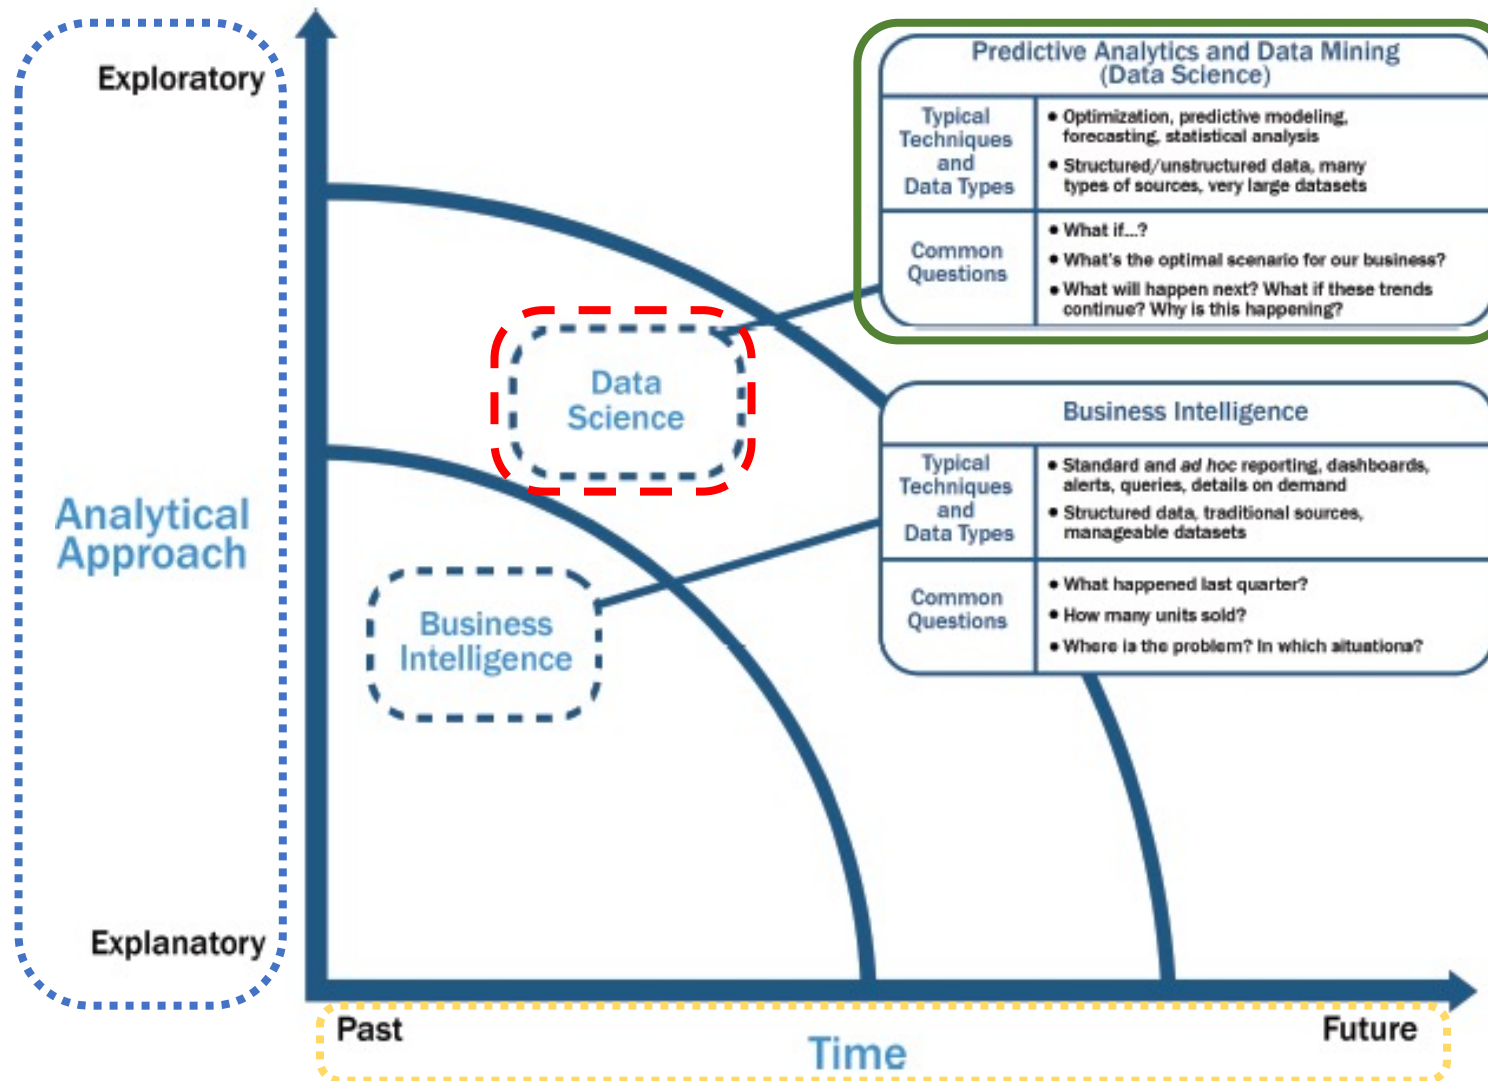 Exploratory
Analytical
Approach
Explanatory
Past
Time
Future
Data
Science
Business
Intelligence
Predictive Analytics and Data Mining
(Data Science)
Typical
Techniques
and
Data Types
• Optimization, predictive modeling,
forecasting, statistical analysis
• Structured/unstructured data, many
types of sources, very large datasets
Common
Questions
• What if...?
• What's the optimal scenario for our business?
• What will happen next? What if these trends
continue? Why is this happening?
Business Intelligence
Typical
Techniques
and
Data Types
• Standard and ad hoc reporting, dashboards,
alerts, queries, details on demand
• Structured data, traditional sources,
manageable datasets
Common
Questions
• What happened last quarter?
• How many units sold?
• Where is the problem? In which situations?